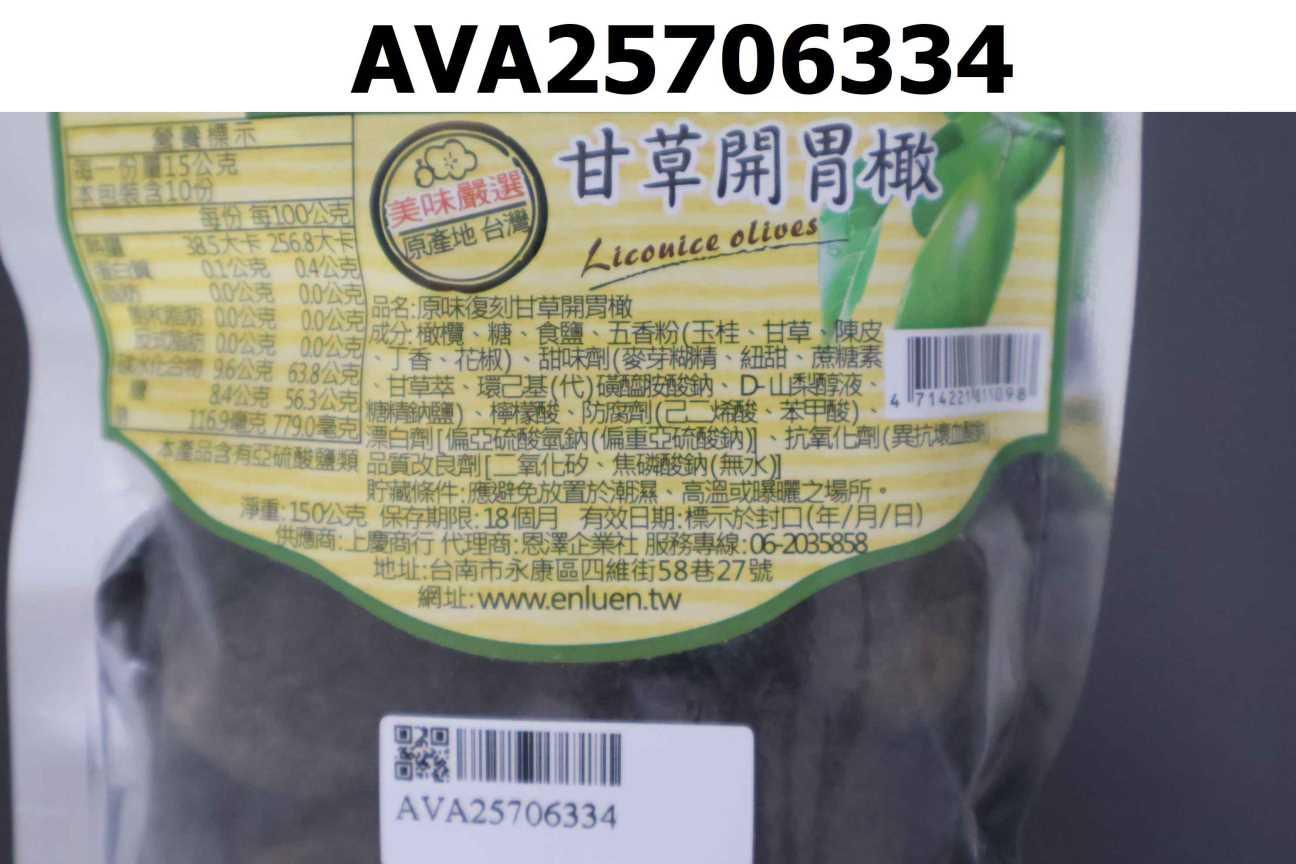 AVA25706334
營養標示
每一份量15公克
本包裝含10份
每份 每100公克
熱量 38.5大卡 256.8大卡
蛋白質 0.1公克 0.4公克
脂肪 0.0公克 0.0公克
飽和脂肪 0.0公克 0.0公克
反式脂肪 0.0公克 0.0公克
碳水化合物 9.6公克 63.8公克
糖 8.4公克 56.3公克
鈉 116.9毫克 779.0毫克
本產品含有亞硫酸鹽類
美味嚴選
原產地 台灣
甘草開胃橄
Licouice olives
品名:原味復刻甘草開胃橄
成分:橄欖、糖、食鹽、五香粉(玉桂、甘草、陳皮
、丁香、花椒)、甜味劑(麥芽糊精、紐甜、蔗糖素
、甘草萃、環己基(代)磺醯胺酸鈉、D-山梨醇液、
糖精鈉鹽)、檸檬酸、防腐劑(己二烯酸、苯甲酸)、
漂白劑[偏亞硫酸氫鈉(偏重亞硫酸鈉)]、抗氧化劑(異抗壞血酸鈉)
品質改良劑[二氧化矽、焦磷酸鈉(無水)]
貯藏條件:應避免放置於潮濕、高溫或曝曬之場所。
淨重:150公克 保存期限:18個月 有效日期:標示於封口(年/月/日)
供應商:上慶商行 代理商:恩澤企業社 服務專線:06-2035858
地址:台南市永康區四維街58巷27號
網址:www.enluen.tw
4 714221811098
AVA25706334